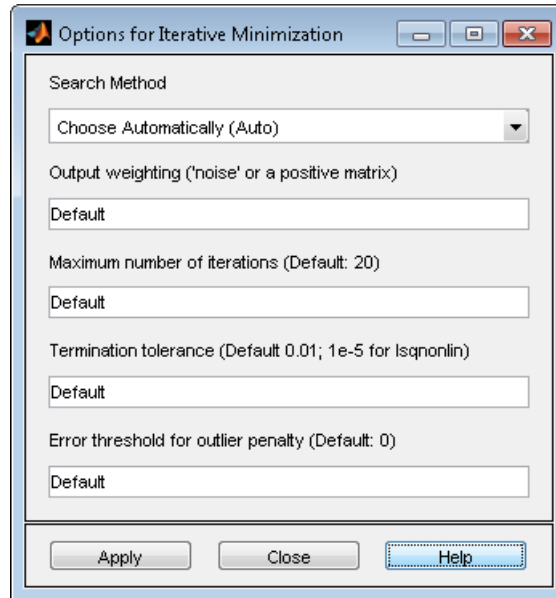 Options for Iterative Minimization
Search Method
Choose Automatically (Auto)
Output weighting ('noise' or a positive matrix)
Default
Maximum number of iterations (Default: 20)
Default
Termination tolerance (Default 0.01; 1e-5 for lsqnonlin)
Default
Error threshold for outlier penalty (Default: 0)
Default
Apply Close Help